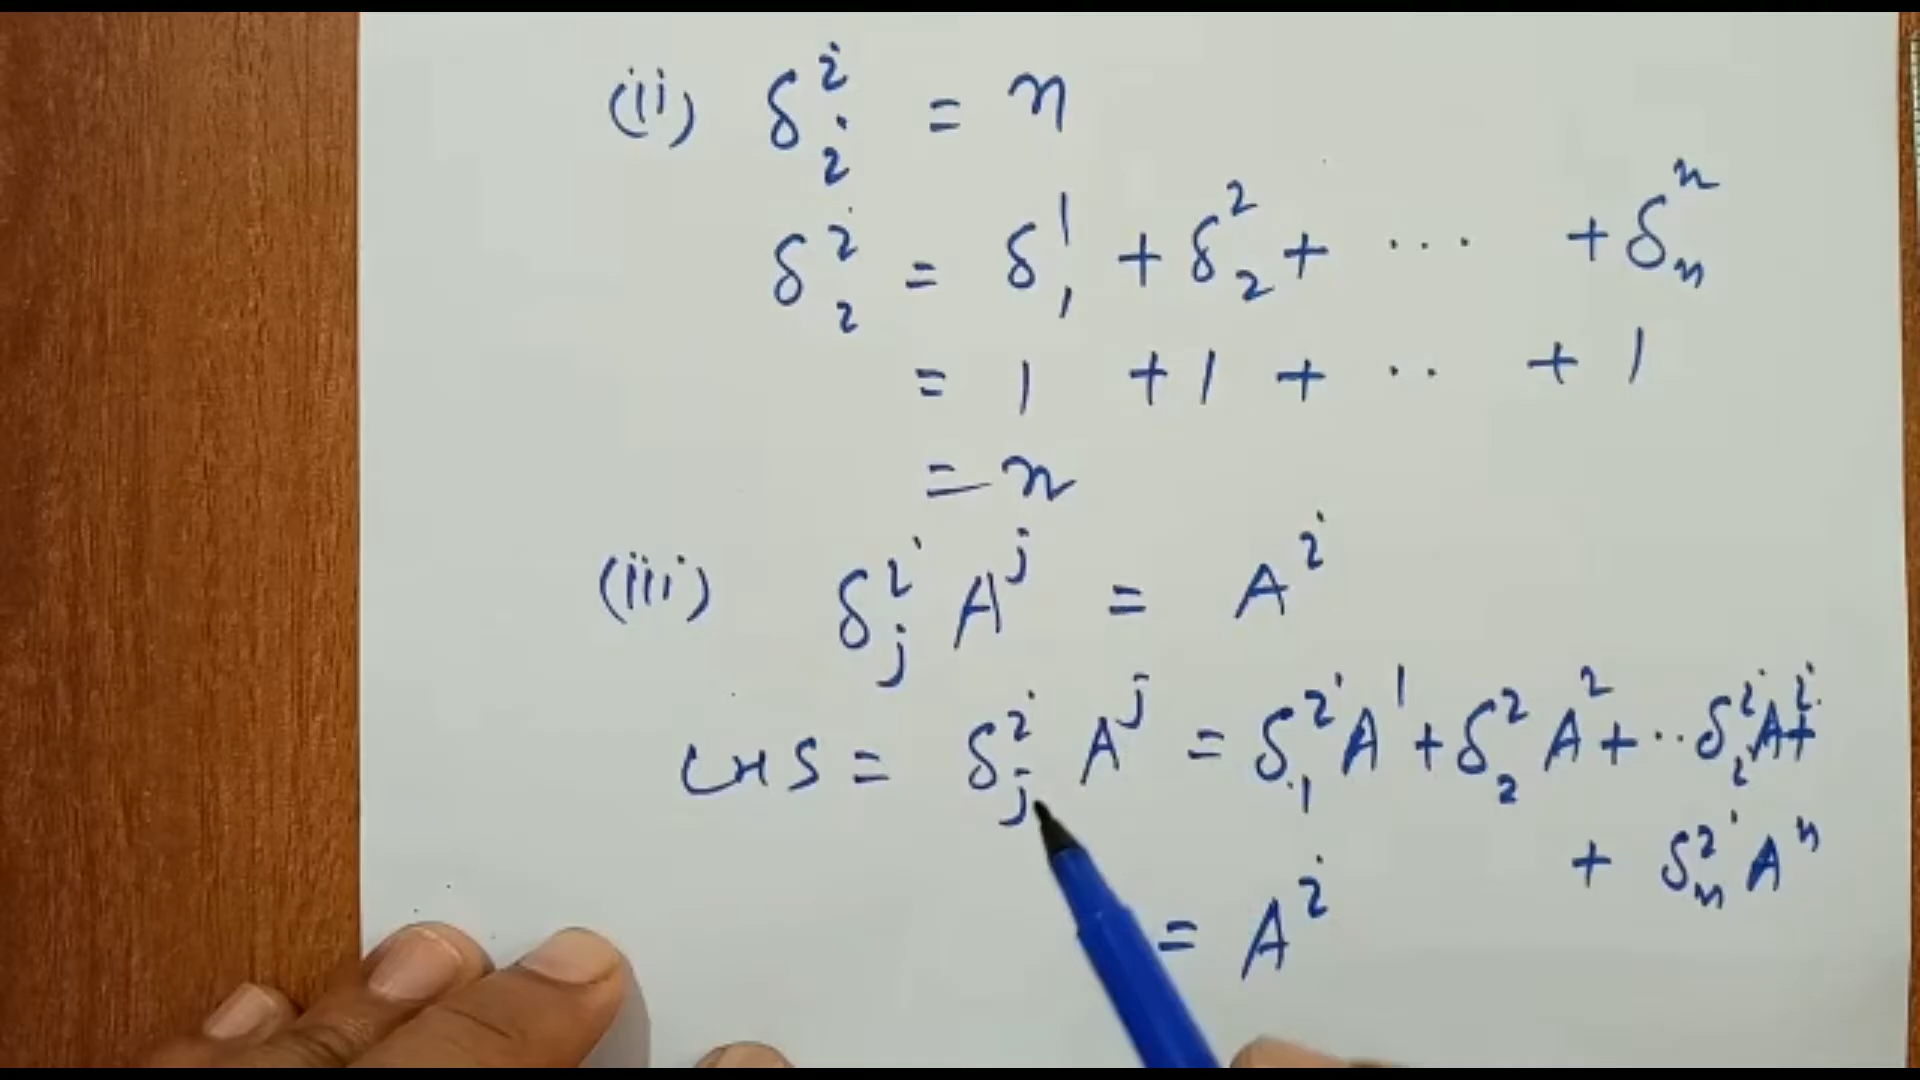 (ii) δ^i_i = n
δ^i_i = δ^1_1 + δ^2_2 + ... + δ^n_n
= 1 + 1 + .. + 1
= n
(iii) δ^i_j A^j = A^i
LHS = δ^i_j A^j = δ^i_1 A^1 + δ^i_2 A^2 + .. δ^i_i A^i +
+ δ^i_n A^n
= A^i